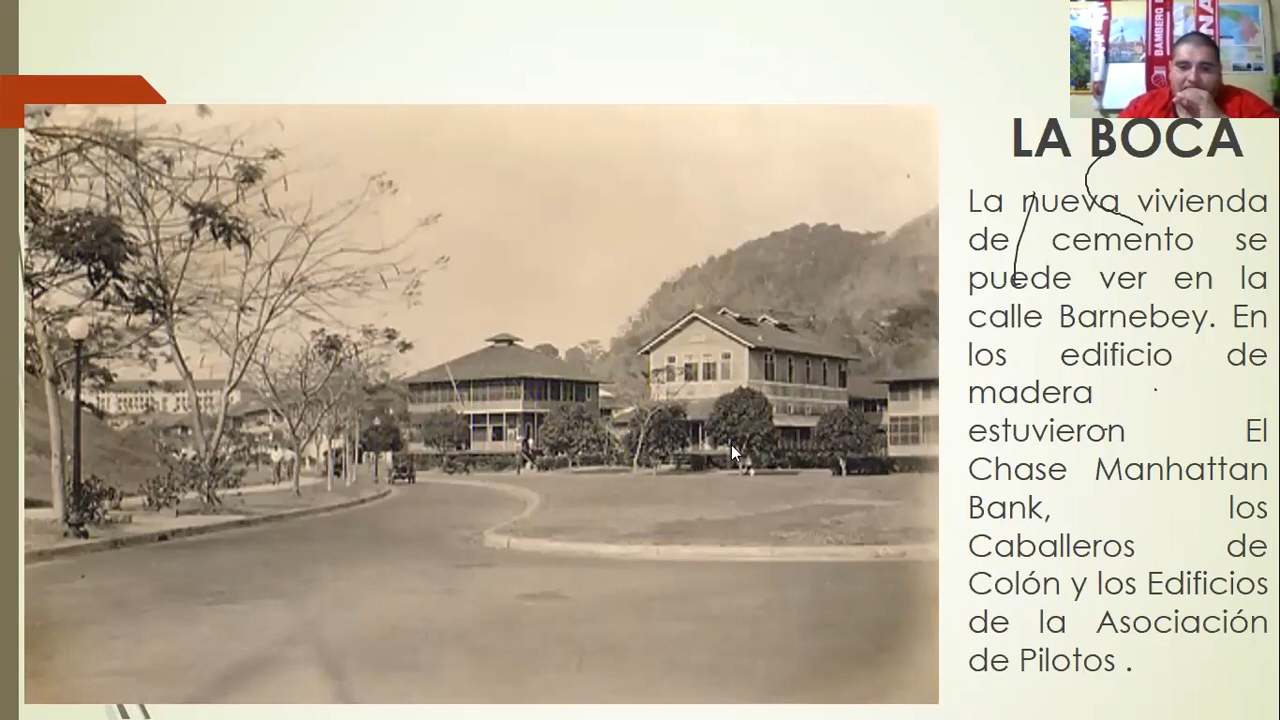 BAMBERG
LA BOCA
La nueva vivienda
de cemento se
puede ver en la
calle Barnebey. En
los edificio de
madera
estuvieron El
Chase Manhattan
Bank, los
Caballeros de
Colón y los Edificios
de la Asociación
de Pilotos .